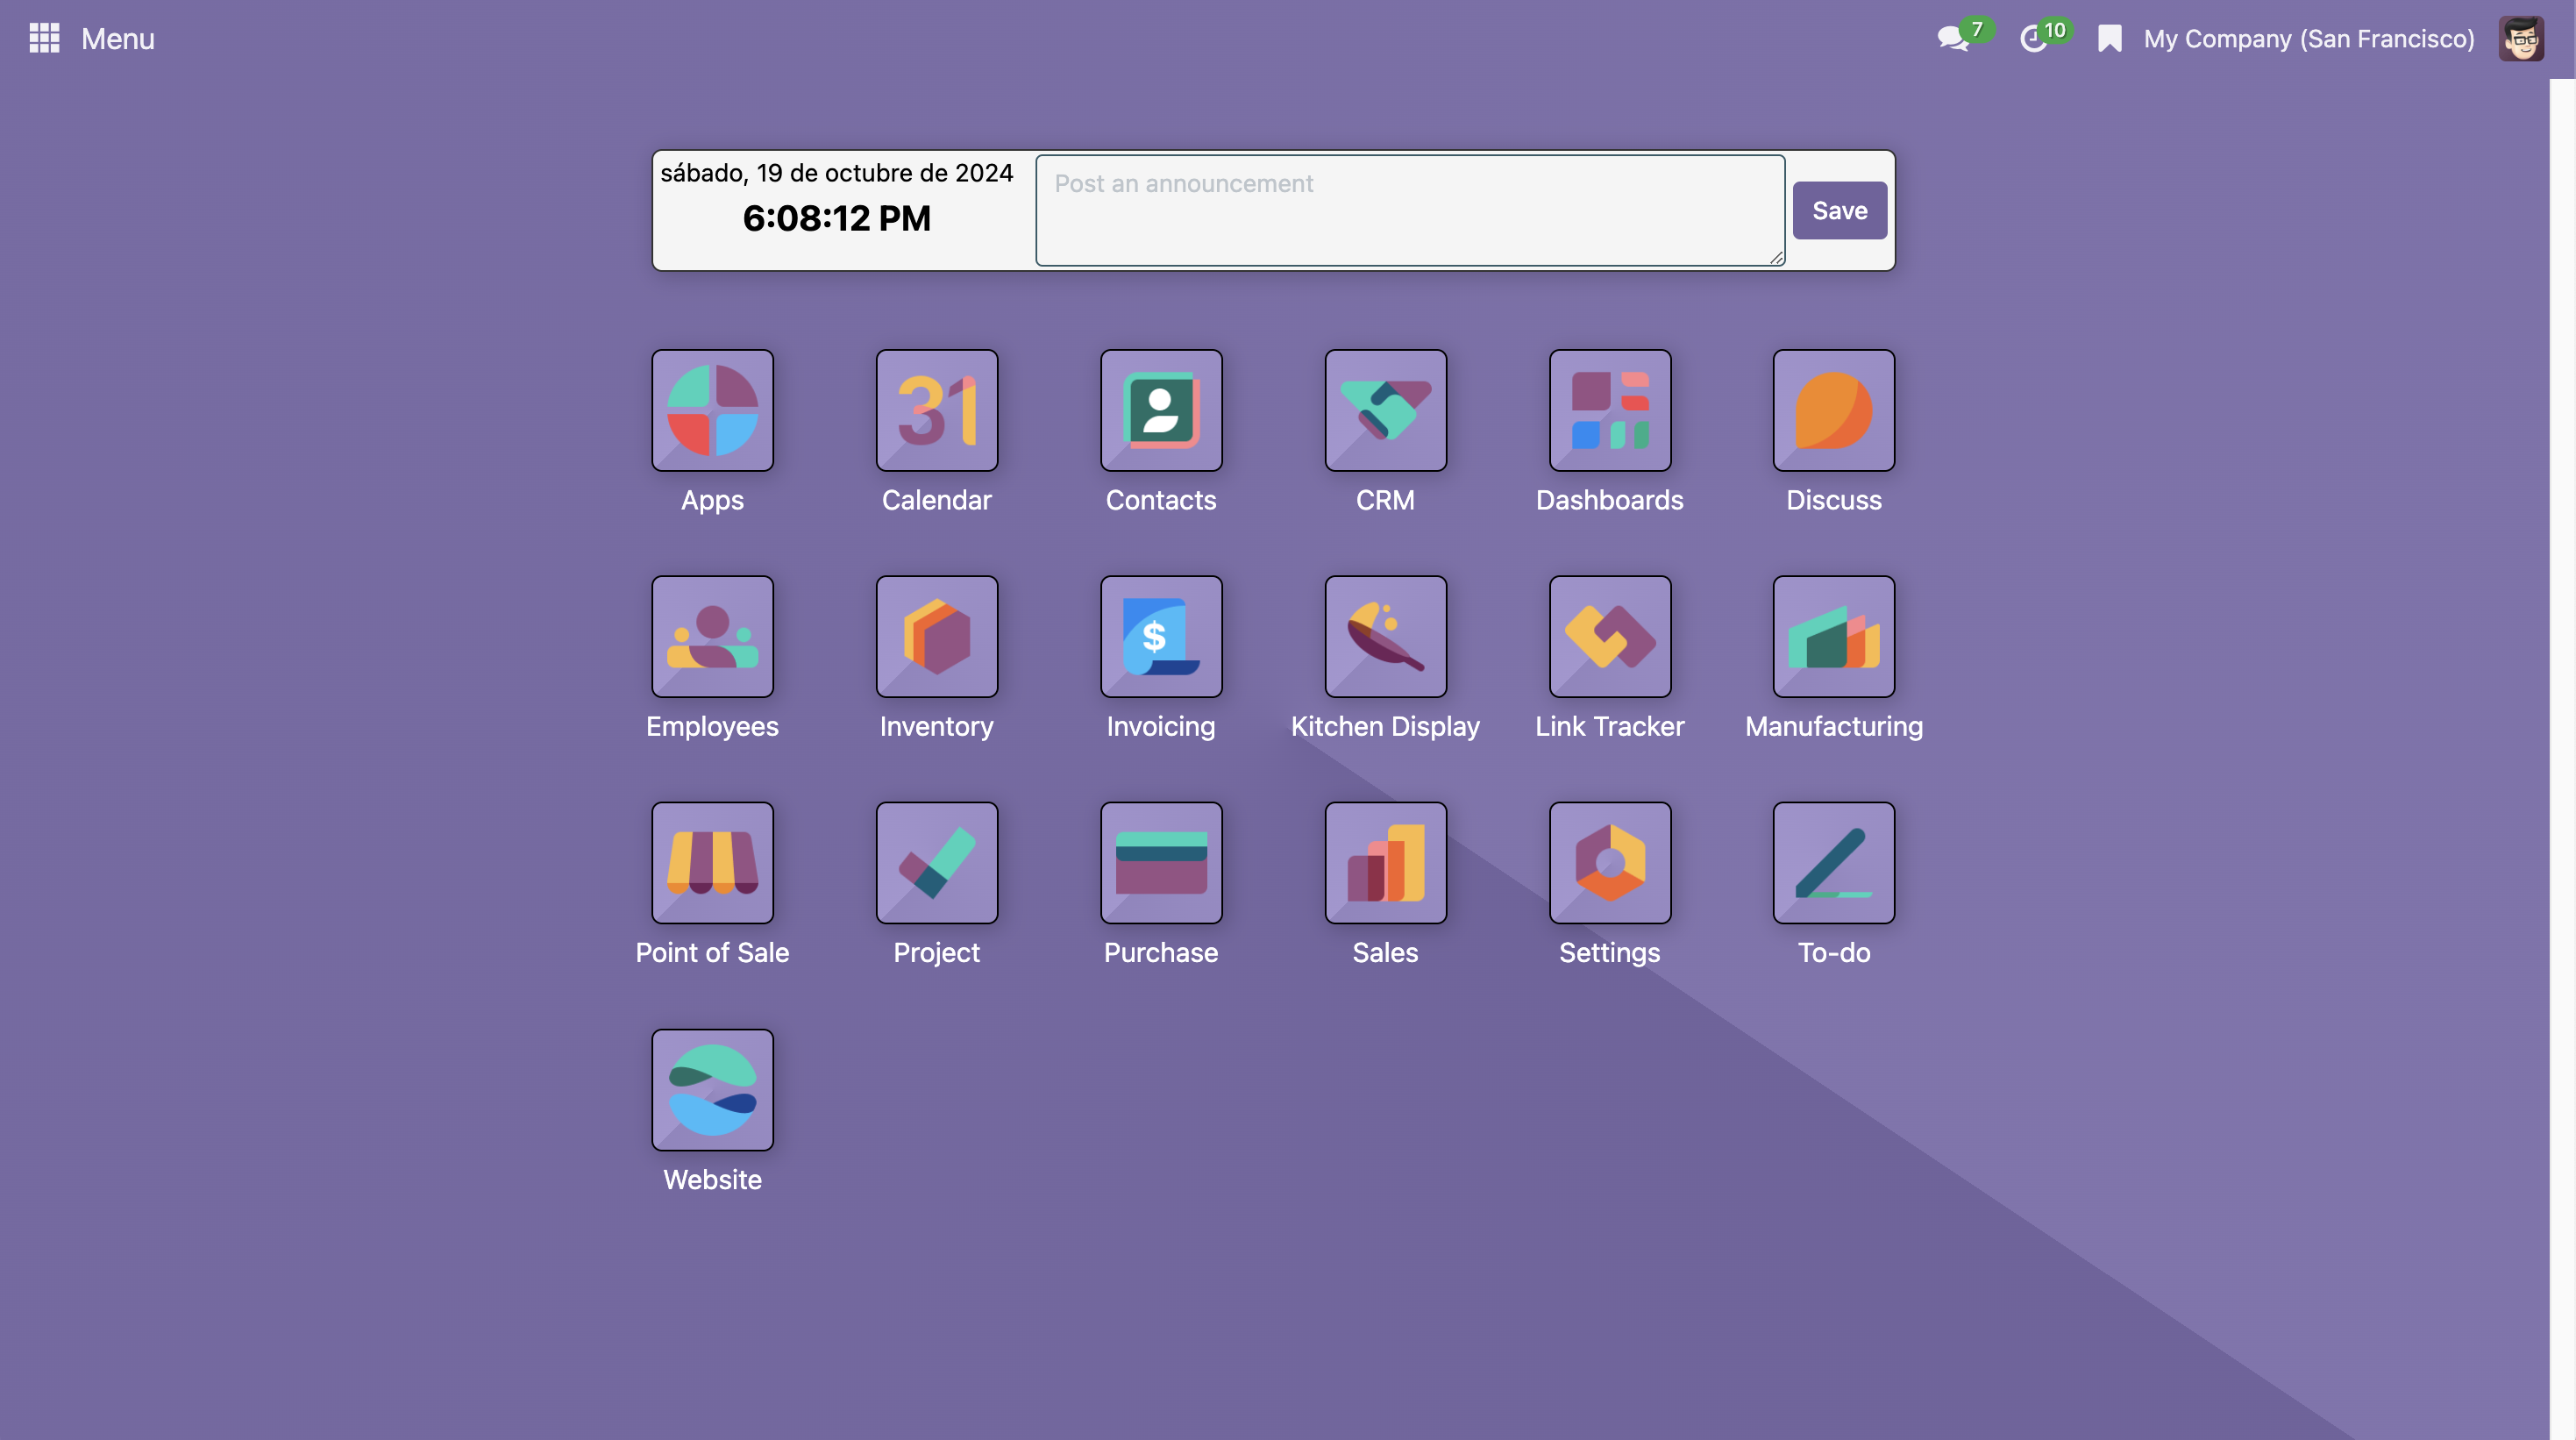 Menu
7
10
My Company (San Francisco)
sábado, 19 de octubre de 2024
6:08:12 PM
Post an announcement
Save
31
Apps
Calendar
Contacts
CRM
Dashboards
Discuss
$
Employees
Inventory
Invoicing
Kitchen Display
Link Tracker
Manufacturing
Point of Sale
Project
Purchase
Sales
Settings
To-do
Website